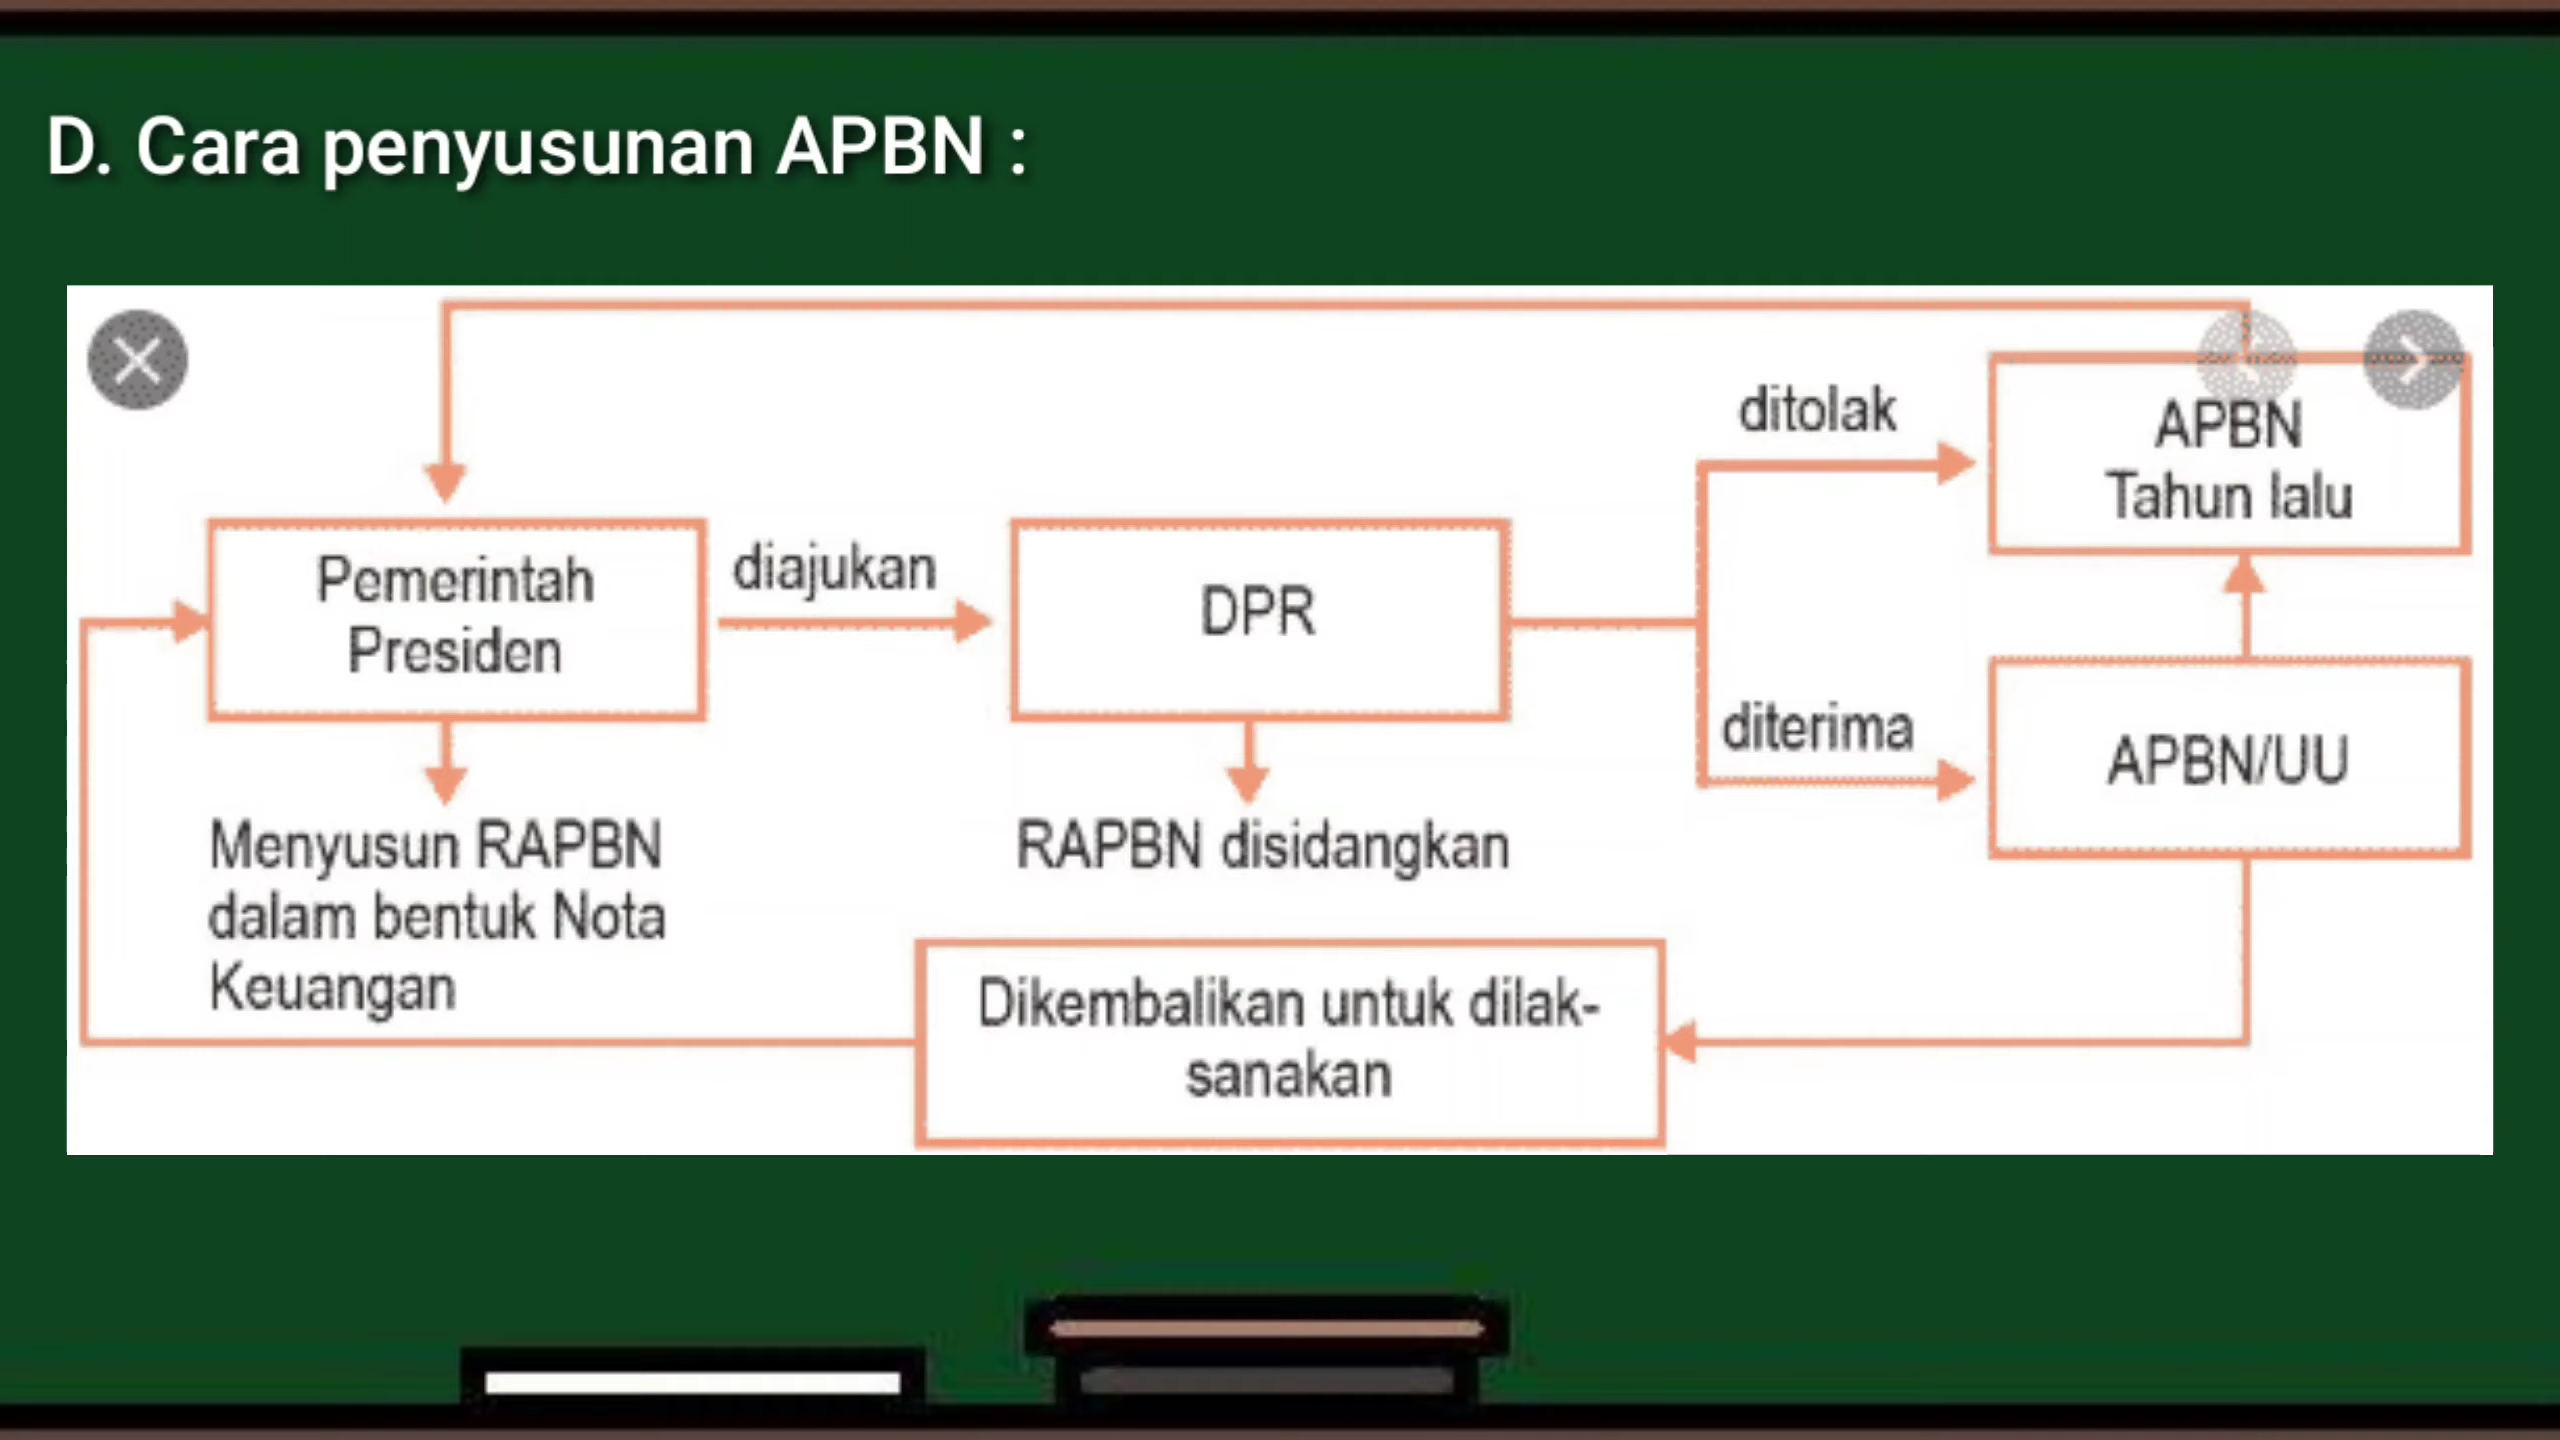 D. Cara penyusunan APBN :
ditolak
APBN
Tahun lalu
Pemerintah
Presiden
diajukan
DPR
diterima
APBN/UU
Menyusun RAPBN
dalam bentuk Nota
Keuangan
RAPBN disidangkan
Dikembalikan untuk dilak-
sanakan